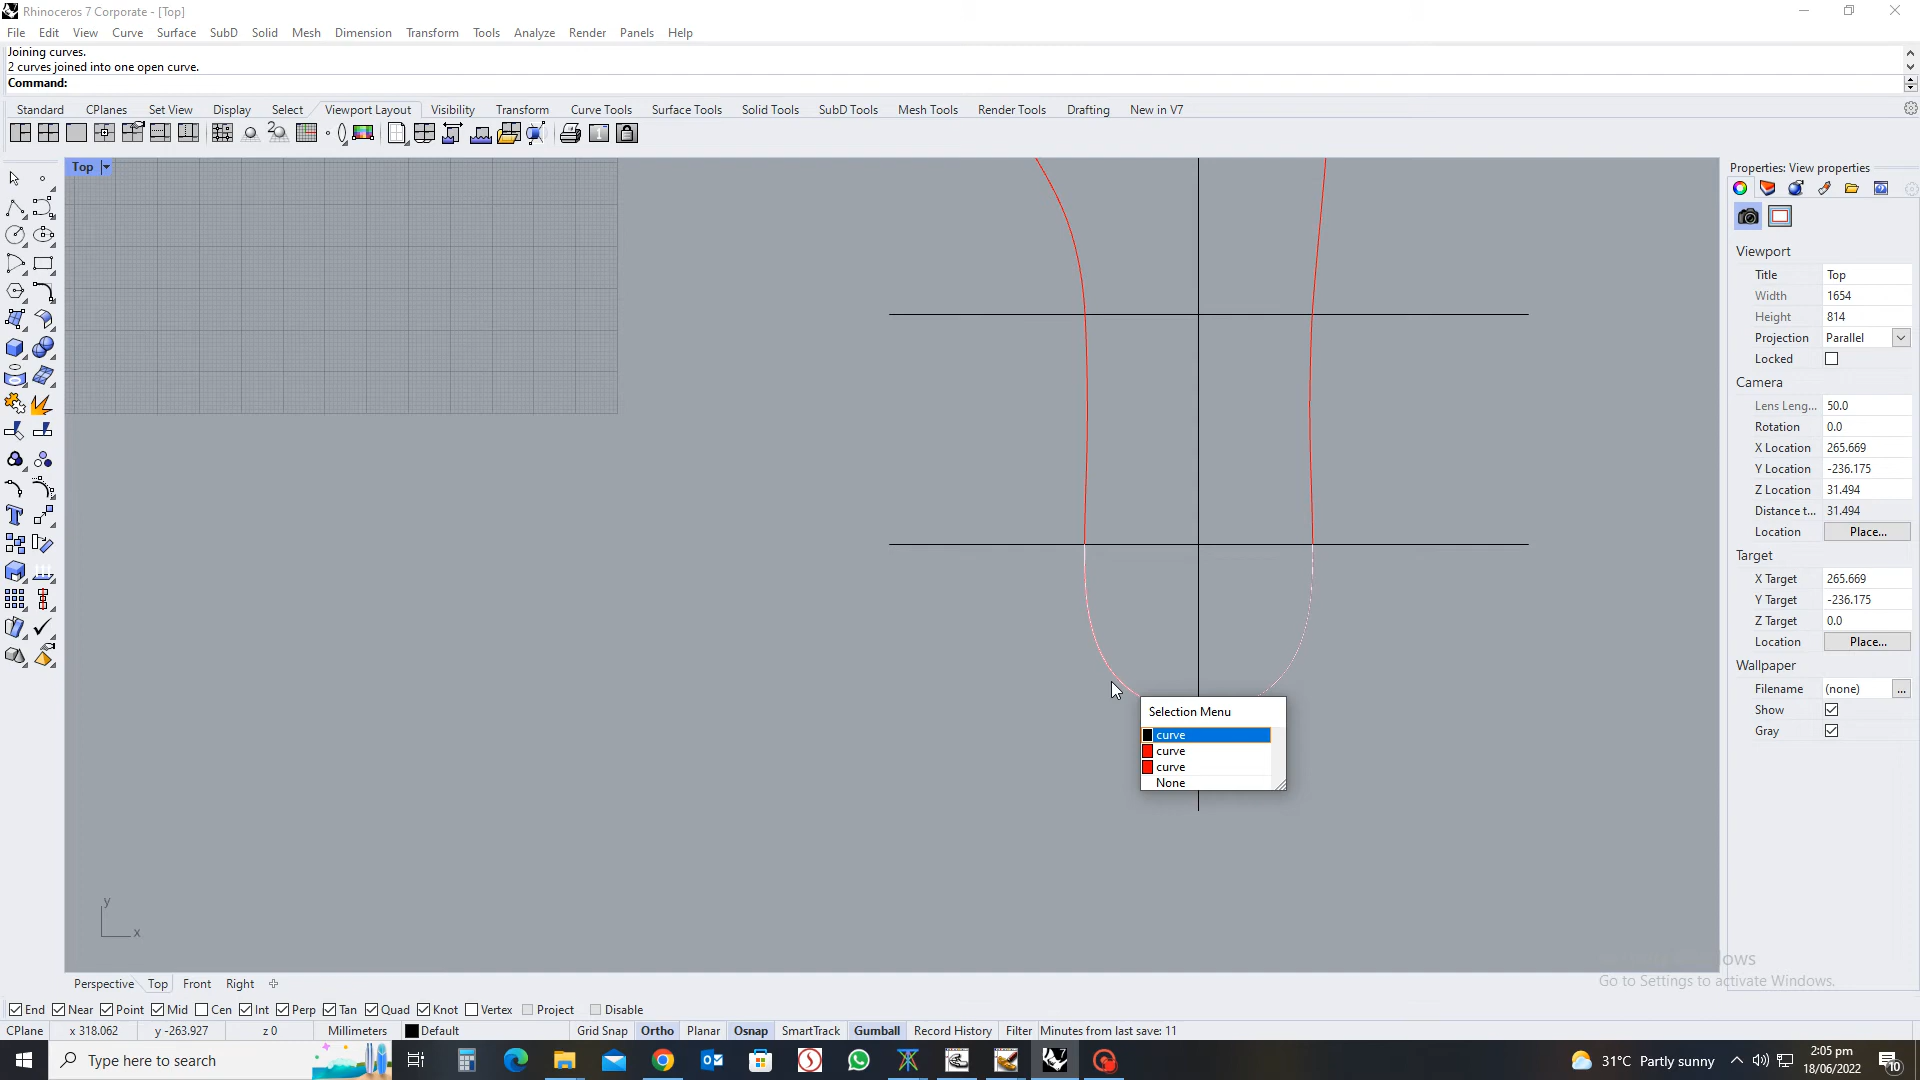 Rhinoceros 7 Corporate - [Top]
File Edit View Curve Surface SubD Solid Mesh Dimension Transform Tools Analyze Render Panels Help
Joining curves.
2 curves joined into one open curve.
Command:
Standard CPlanes Set View Display Select Viewport Layout Visibility Transform Curve Tools Surface Tools Solid Tools SubD Tools Mesh Tools Render Tools Drafting New in V7
Top
Properties: View properties
Viewport
Title Top
Width 1654
Height 814
Projection Parallel
Locked
Camera
Lens Leng... 50.0
Rotation 0.0
X Location 265.669
Y Location -236.175
Z Location 31.494
Distance t... 31.494
Location Place...
Target
X Target 265.669
Y Target -236.175
Z Target 0.0
Location Place...
Wallpaper
Filename (none) ...
Show
Gray
Selection Menu
curve
curve
curve
None
y
x
Go to Settings to activate Windows.
Perspective Top Front Right
End Near Point Mid Cen Int Perp Tan Quad Knot Vertex Project Disable
CPlane x 318.062 y -263.927 z 0 Millimeters Default Grid Snap Ortho Planar Osnap SmartTrack Gumball Record History Filter Minutes from last save: 11
Type here to search
31°C Partly sunny
2:05 pm
18/06/2022
10